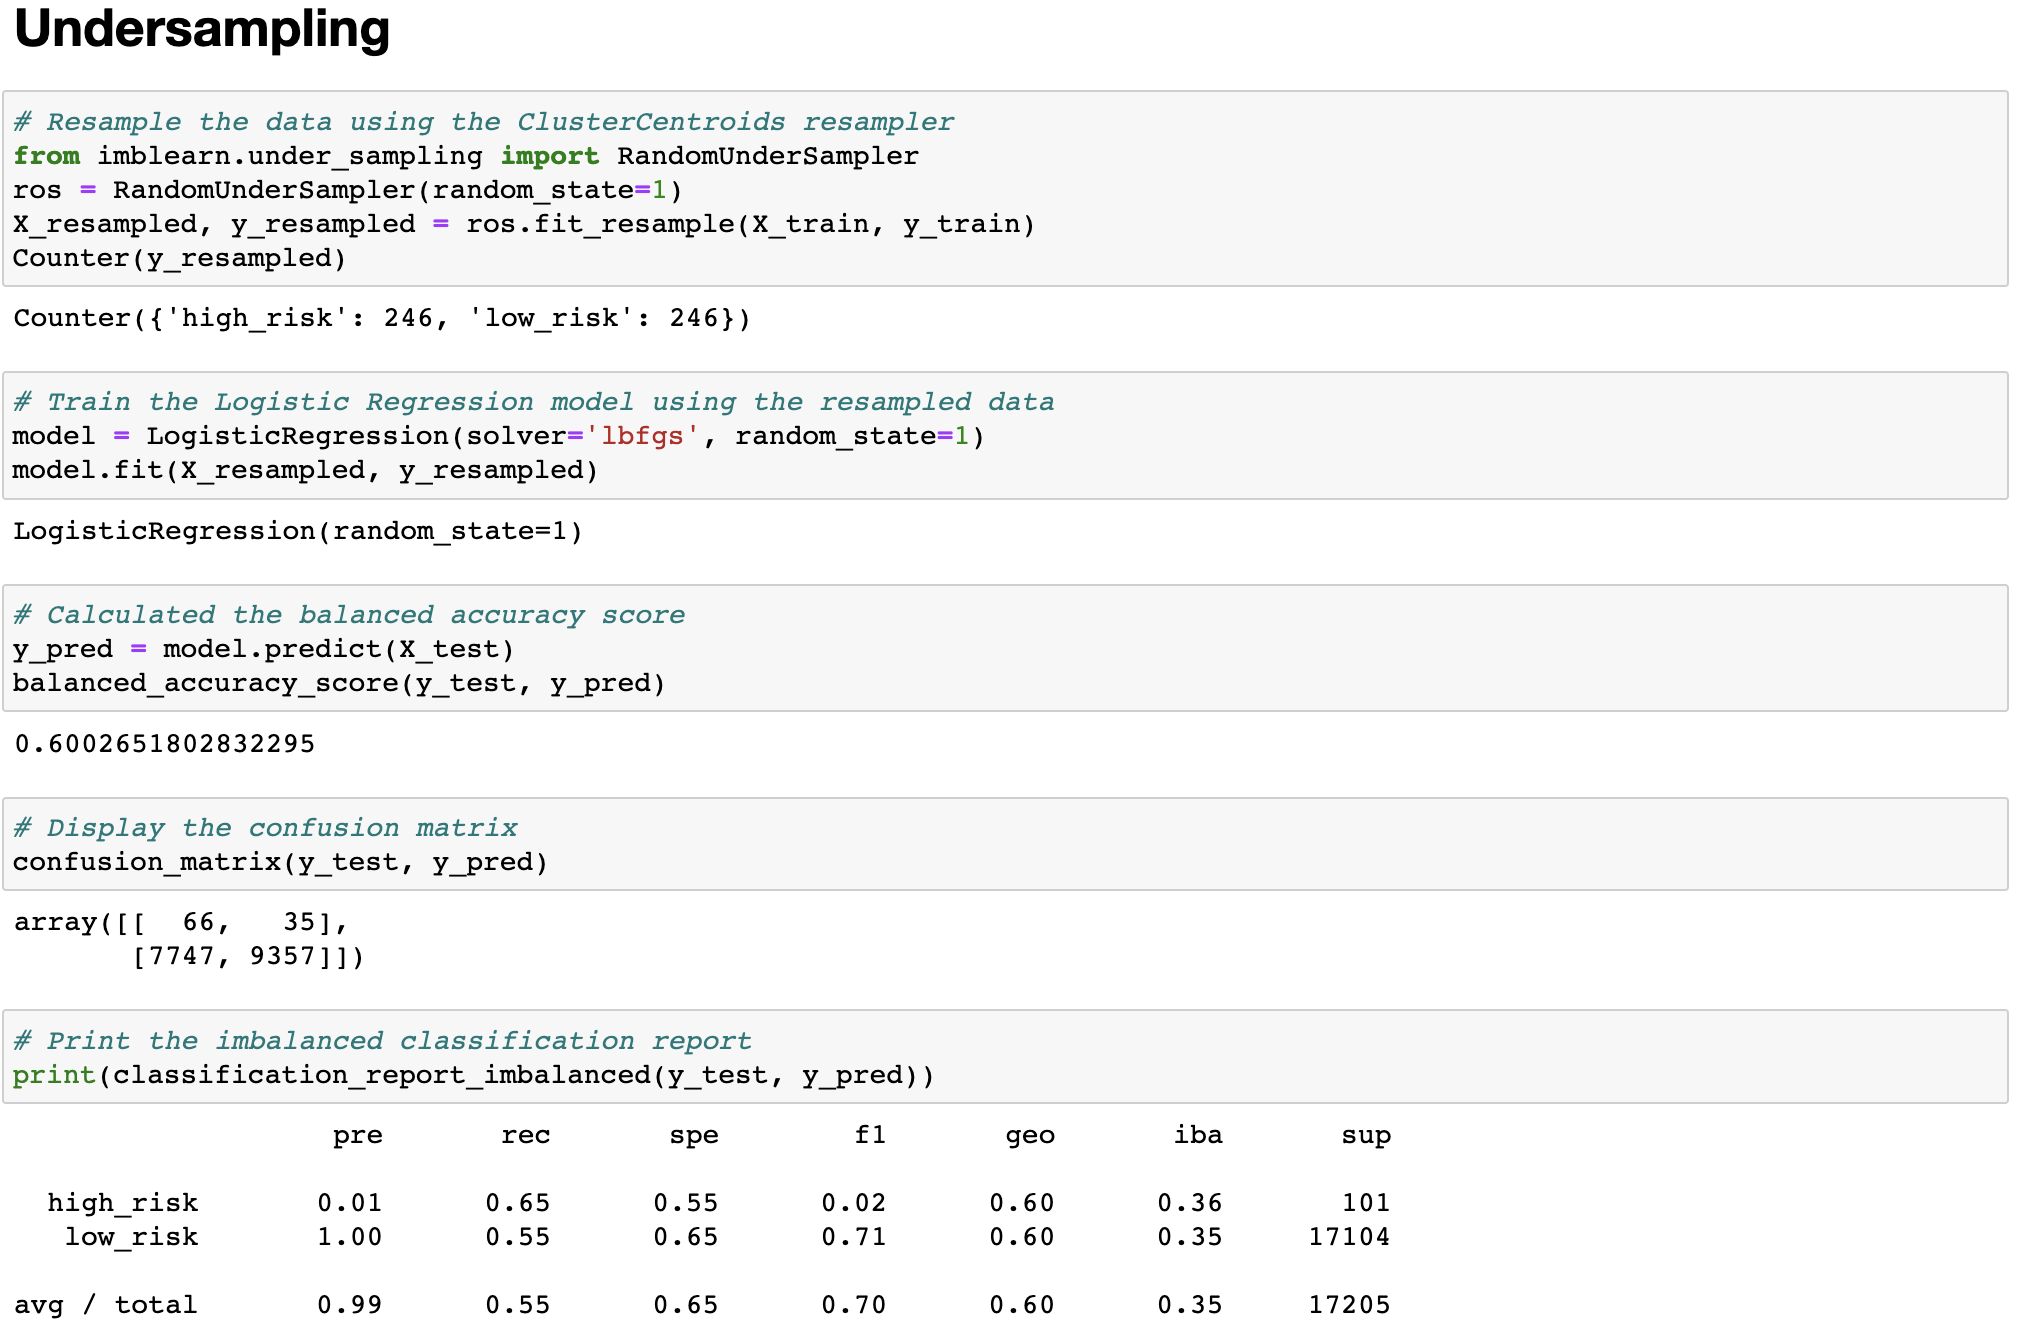 Undersampling
# Resample the data using the ClusterCentroids resampler
from imblearn.under_sampling import RandomUnderSampler
ros = RandomUnderSampler(random_state=1)
X_resampled, y_resampled = ros.fit_resample(X_train, y_train)
Counter(y_resampled)
Counter({'high_risk': 246, 'low_risk': 246})
# Train the Logistic Regression model using the resampled data
model = LogisticRegression(solver='lbfgs', random_state=1)
model.fit(X_resampled, y_resampled)
LogisticRegression(random_state=1)
# Calculated the balanced accuracy score
y_pred = model.predict(X_test)
balanced_accuracy_score(y_test, y_pred)
0.6002651802832295
# Display the confusion matrix
confusion_matrix(y_test, y_pred)
array([[  66,   35],
       [7747, 9357]])
# Print the imbalanced classification report
print(classification_report_imbalanced(y_test, y_pred))
                   pre       rec       spe        f1       geo       iba       sup
  high_risk       0.01      0.65      0.55      0.02      0.60      0.36       101
   low_risk       1.00      0.55      0.65      0.71      0.60      0.35     17104
avg / total       0.99      0.55      0.65      0.70      0.60      0.35     17205